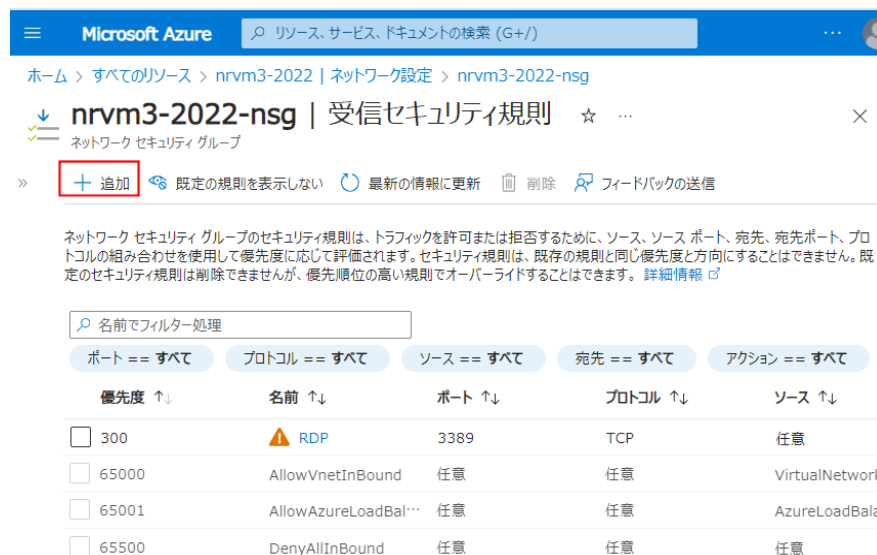 Microsoft Azure リソース、サービス、ドキュメントの検索 (G+/) ...
ホーム > すべてのリソース > nrvm3-2022 | ネットワーク設定 > nrvm3-2022-nsg
nrvm3-2022-nsg | 受信セキュリティ規則 ☆ ...
ネットワーク セキュリティ グループ
» + 追加 既定の規則を表示しない 最新の情報に更新 削除 フィードバックの送信
ネットワーク セキュリティ グループのセキュリティ規則は、トラフィックを許可または拒否するために、ソース、ソース ポート、宛先、宛先ポート、プロ
トコルの組み合わせを使用して優先度に応じて評価されます。セキュリティ規則は、既存の規則と同じ優先度と方向にすることはできません。既
定のセキュリティ規則は削除できませんが、優先順位の高い規則でオーバーライドすることはできます。 詳細情報
名前でフィルター処理
ポート == すべて プロトコル == すべて ソース == すべて 宛先 == すべて アクション == すべて
優先度 ↑↓ 名前 ↑↓ ポート ↑↓ プロトコル ↑↓ ソース ↑↓
300 RDP 3389 TCP 任意
65000 AllowVnetInBound 任意 任意 VirtualNetwork
65001 AllowAzureLoadBal... 任意 任意 AzureLoadBala
65500 DenyAllInBound 任意 任意 任意